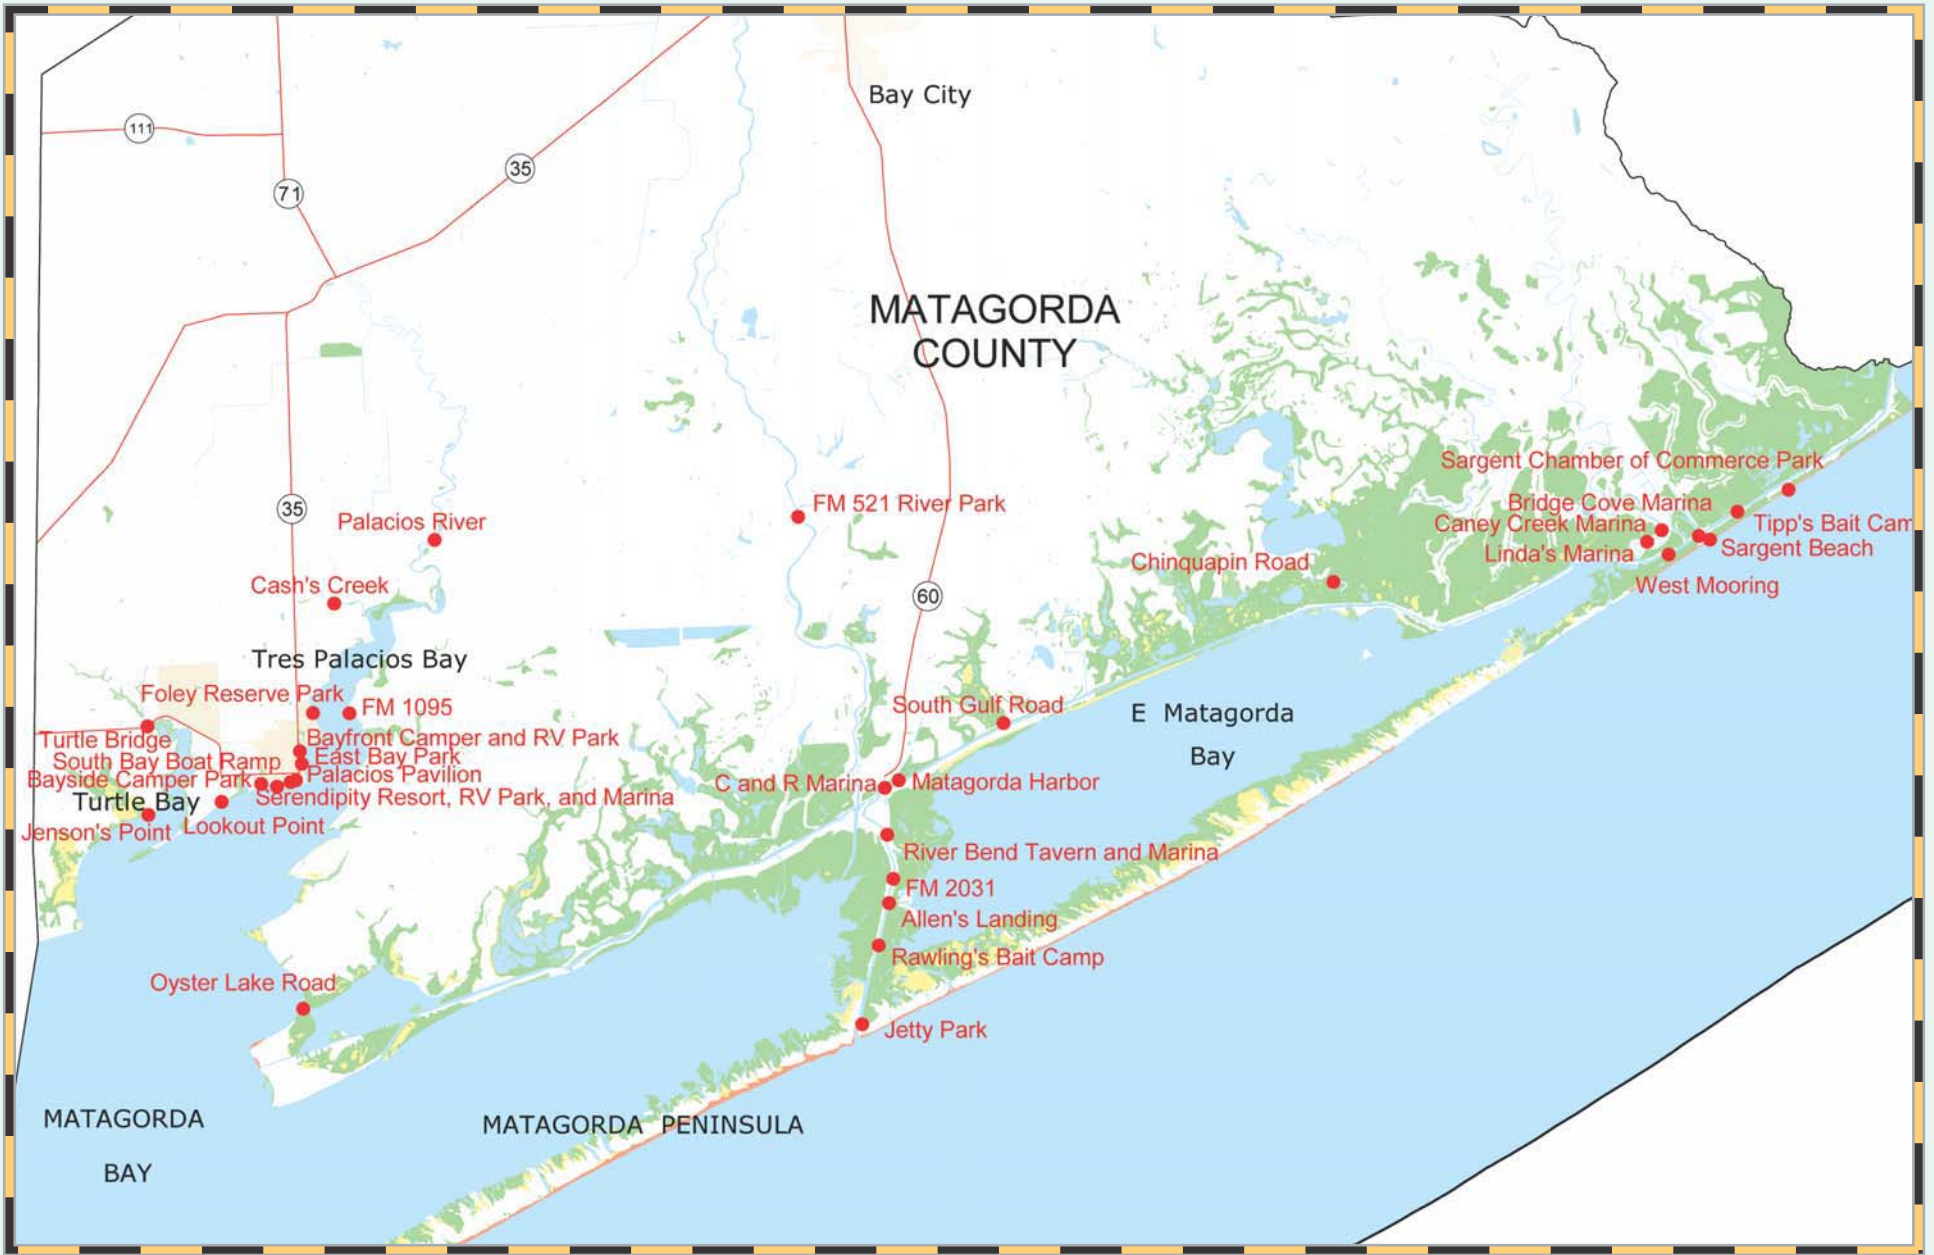 Bay City
111
35
71
MATAGORDA
COUNTY
Sargent Chamber of Commerce Park
Bridge Cove Marina
FM 521 River Park
35
Palacios River
Caney Creek Marina
Tipp's Bait Cam
Linda's Marina
Sargent Beach
Chinquapin Road
Cash's Creek
West Mooring
60
Tres Palacios Bay
Foley Reserve Park
FM 1095
South Gulf Road
E Matagorda
Bay
Turtle Bridge
Bayfront Camper and RV Park
South Bay Boat Ramp
East Bay Park
Bayside Camper Park
Palacios Pavilion
C and R Marina
Matagorda Harbor
Turtle Bay
Serendipity Resort, RV Park, and Marina
Jenson's Point
Lookout Point
River Bend Tavern and Marina
FM 2031
Allen's Landing
Rawling's Bait Camp
Oyster Lake Road
Jetty Park
MATAGORDA
BAY
MATAGORDA PENINSULA